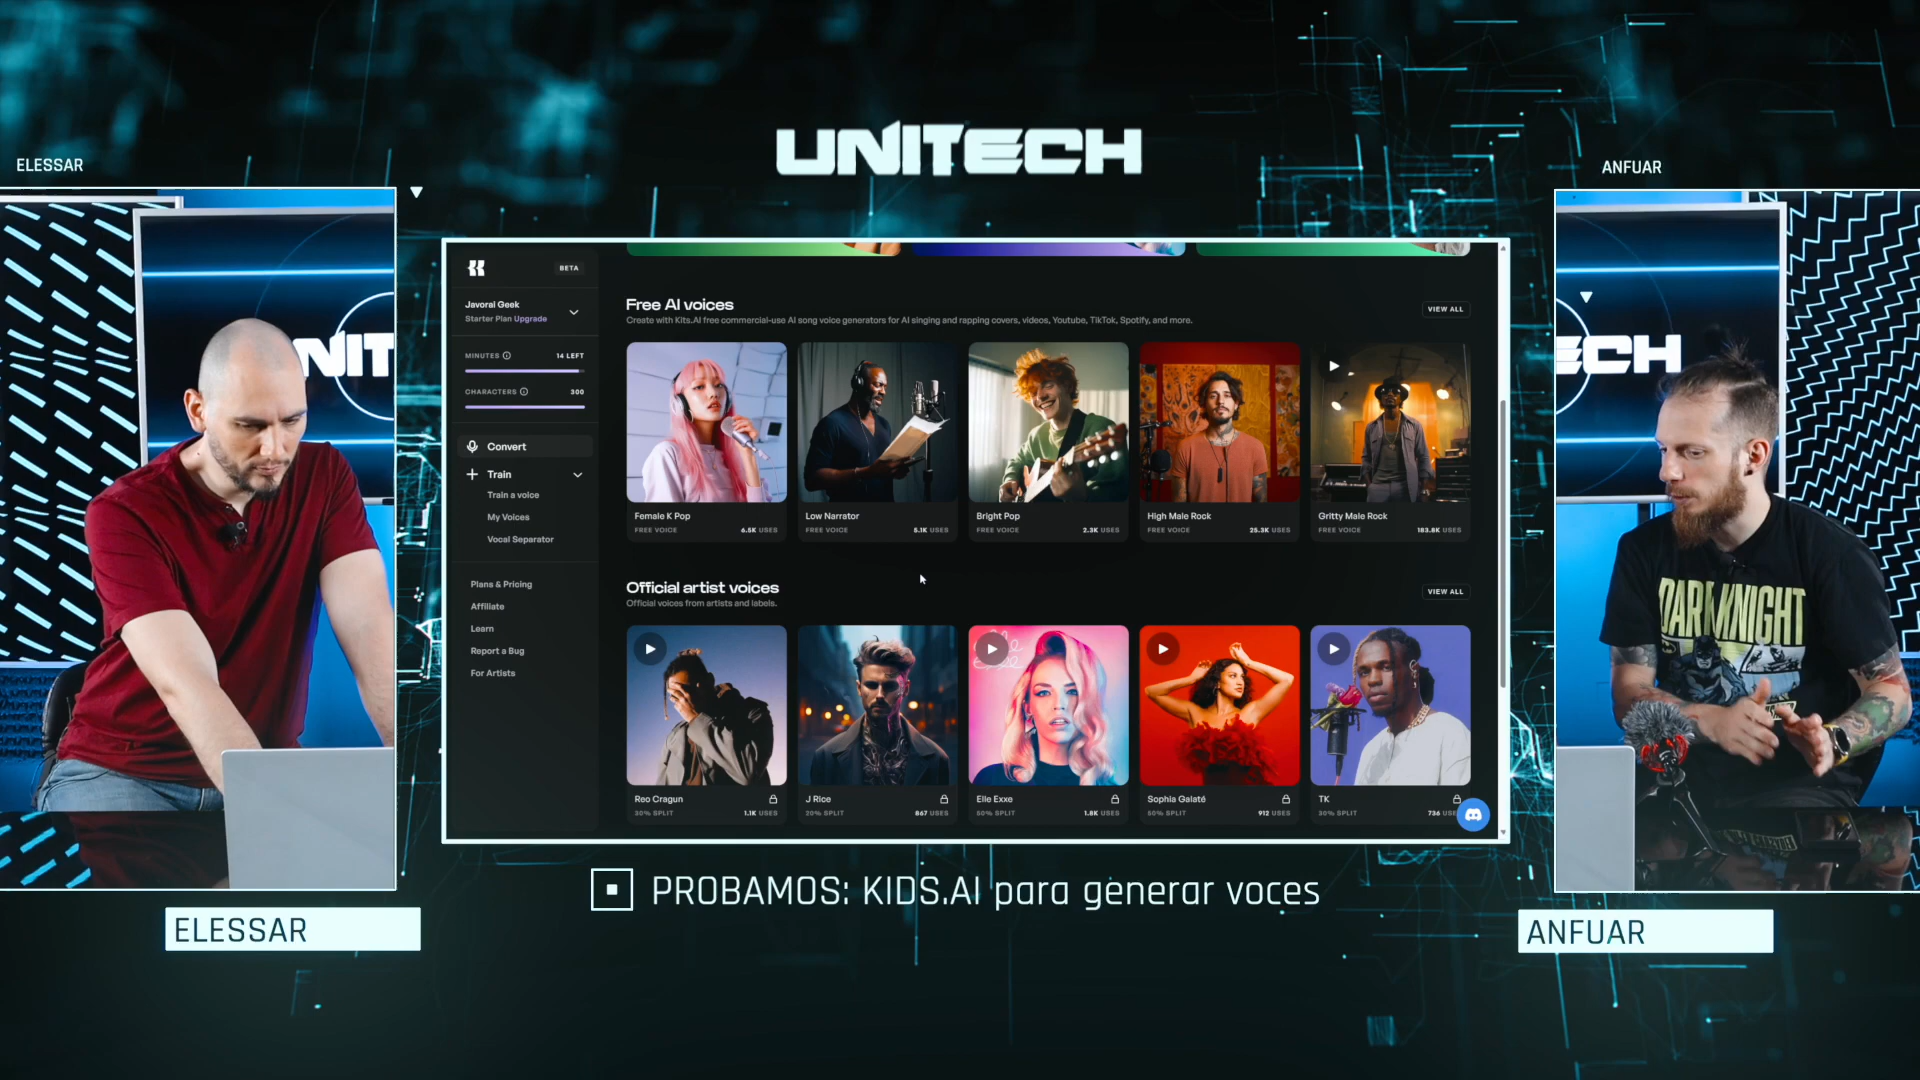 UNITECH
ELESSAR
ANFUAR
NIT
ECH
BETA
Javoral Geek
Starter Plan Upgrade
MINUTES 14 LEFT
CHARACTERS 300
Convert
Train
Train a voice
My Voices
Vocal Separator
Plans & Pricing
Affiliate
Learn
Report a Bug
For Artists
Free AI voices
VIEW ALL
Create with Kits.AI free commercial-use AI song voice generators for AI singing and rapping covers, videos, Youtube, TikTok, Spotify, and more.
Female K Pop
FREE VOICE 6.5K USES
Low Narrator
FREE VOICE 5.1K USES
Bright Pop
FREE VOICE 2.3K USES
High Male Rock
FREE VOICE 25.3K USES
Gritty Male Rock
FREE VOICE 183.8K USES
Official artist voices
VIEW ALL
Official voices from artists and labels.
Reo Cragun
30% SPLIT 1.1K USES
J Rice
20% SPLIT 867 USES
Elle Exxe
50% SPLIT 1.8K USES
Sophia Galaté
50% SPLIT 912 USES
TK
30% SPLIT 736 USE
DARK KNIGHT
PROBAMOS: KIDS.AI para generar voces
ELESSAR
ANFUAR